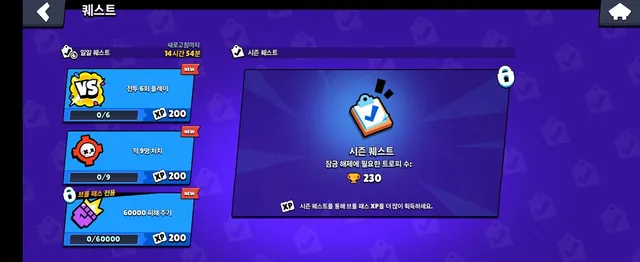 퀘스트
일일 퀘스트
새로고침까지
14시간 54분
NEW
VS
전투 6회 플레이
0/6
XP 200
NEW
적 9명 처치
0/9
XP 200
브롤 패스 전용
60000 피해 주기
0/60000
XP 200
시즌 퀘스트
시즌 퀘스트
잠금 해제에 필요한 트로피 수:
230
XP 시즌 퀘스트를 통해 브롤 패스 XP를 더 많이 획득하세요.